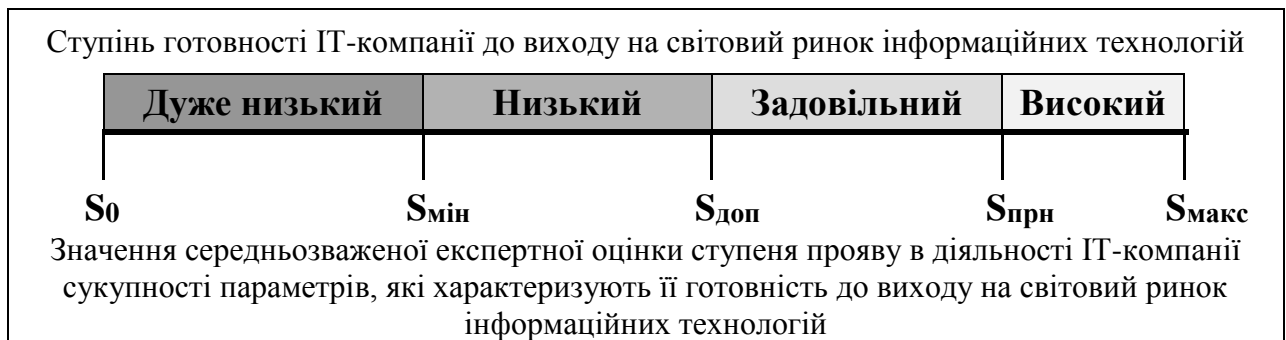 Ступінь готовності ІТ-компанії до виходу на світовий ринок інформаційних технологій
Дуже низький Низький Задовільний Високий
S0 Sмін Sдоп Sпрн Sмакс
Значення середньозваженої експертної оцінки ступеня прояву в діяльності ІТ-компанії
сукупності параметрів, які характеризують її готовність до виходу на світовий ринок
інформаційних технологій